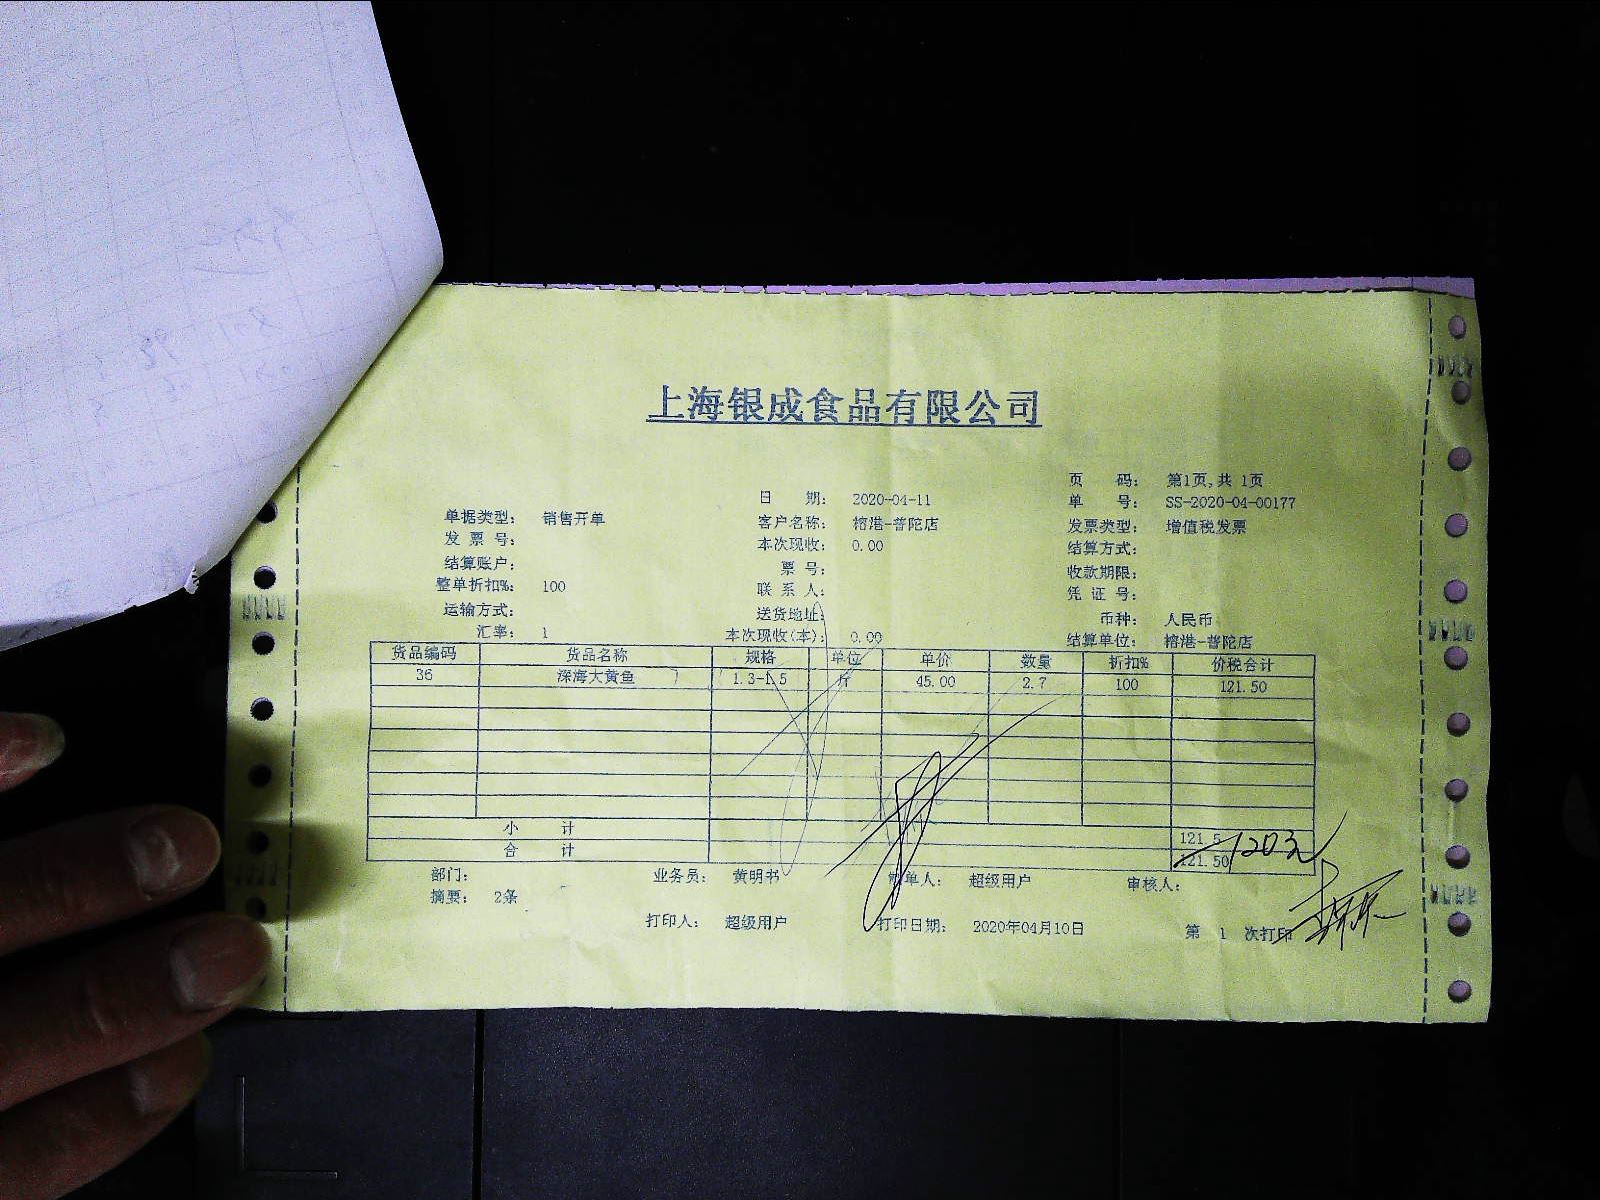 上海银成食品有限公司
页 码: 第1页,共 1页
日 期: 2020-04-11 单 号: SS-2020-04-00177
单据类型: 销售开单 客户名称: 榕港-普陀店 发票类型: 增值税发票
发 票 号: 本次现收: 0.00 结算方式:
结算账户: 票 号: 收款期限:
整单折扣%: 100 联 系 人: 凭 证 号:
运输方式: 送货地址: 币种: 人民币
汇率: 1 本次现收(本): 0.00 结算单位: 榕港-普陀店
货品编码 货品名称 规格 单位 单价 数量 折扣% 价税合计
36 深海大黄鱼 1.3-1.5 斤 45.00 2.7 100 121.50
小 计 121.5
合 计 121.50 120元
部门: 业务员: 黄明书 制单人: 超级用户 审核人:
摘要: 2条
打印人: 超级用户 打印日期: 2020年04月10日 第 1 次打印